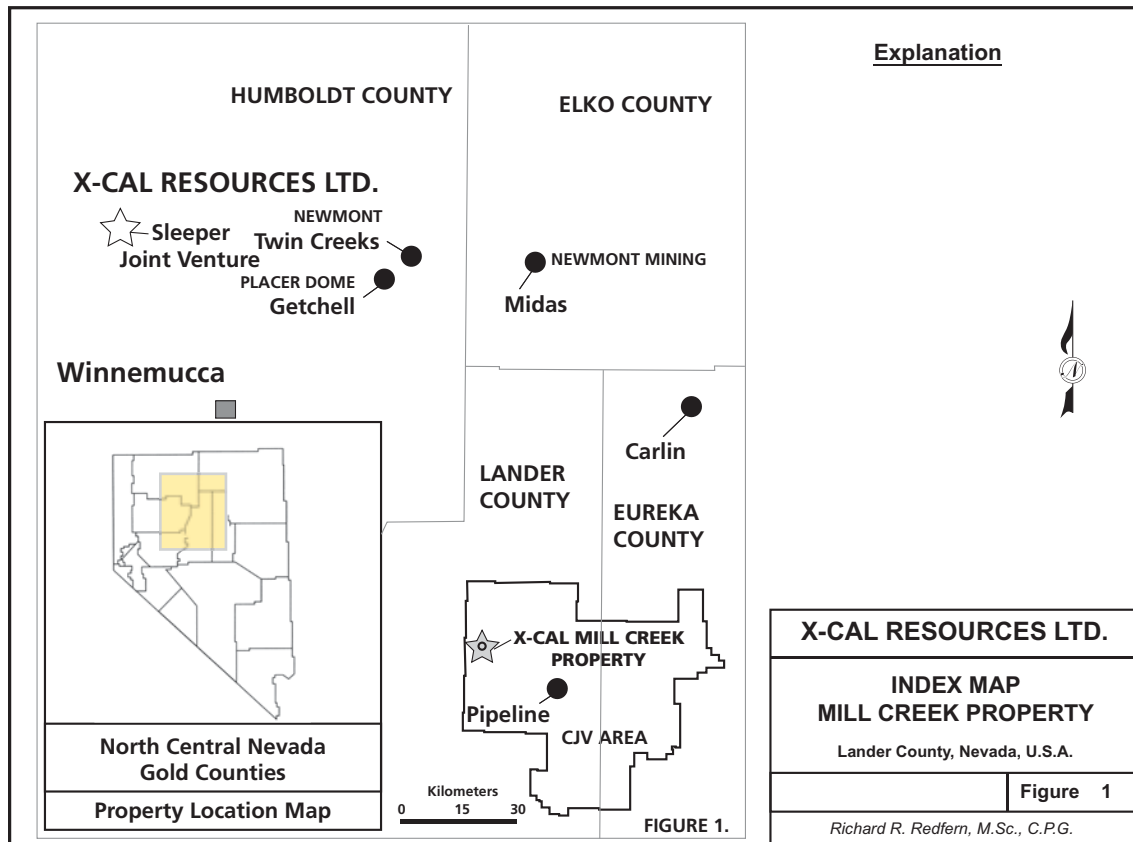 Explanation
HUMBOLDT COUNTY
ELKO COUNTY
X-CAL RESOURCES LTD.
Sleeper
Joint Venture
NEWMONT
Twin Creeks
PLACER DOME
Getchell
NEWMONT MINING
Midas
Winnemucca
N
Carlin
LANDER
COUNTY
EUREKA
COUNTY
X-CAL MILL CREEK
PROPERTY
Pipeline
CJV AREA
North Central Nevada
Gold Counties
Property Location Map
Kilometers
0 15 30
FIGURE 1.
X-CAL RESOURCES LTD.
INDEX MAP
MILL CREEK PROPERTY
Lander County, Nevada, U.S.A.
Figure 1
Richard R. Redfern, M.Sc., C.P.G.